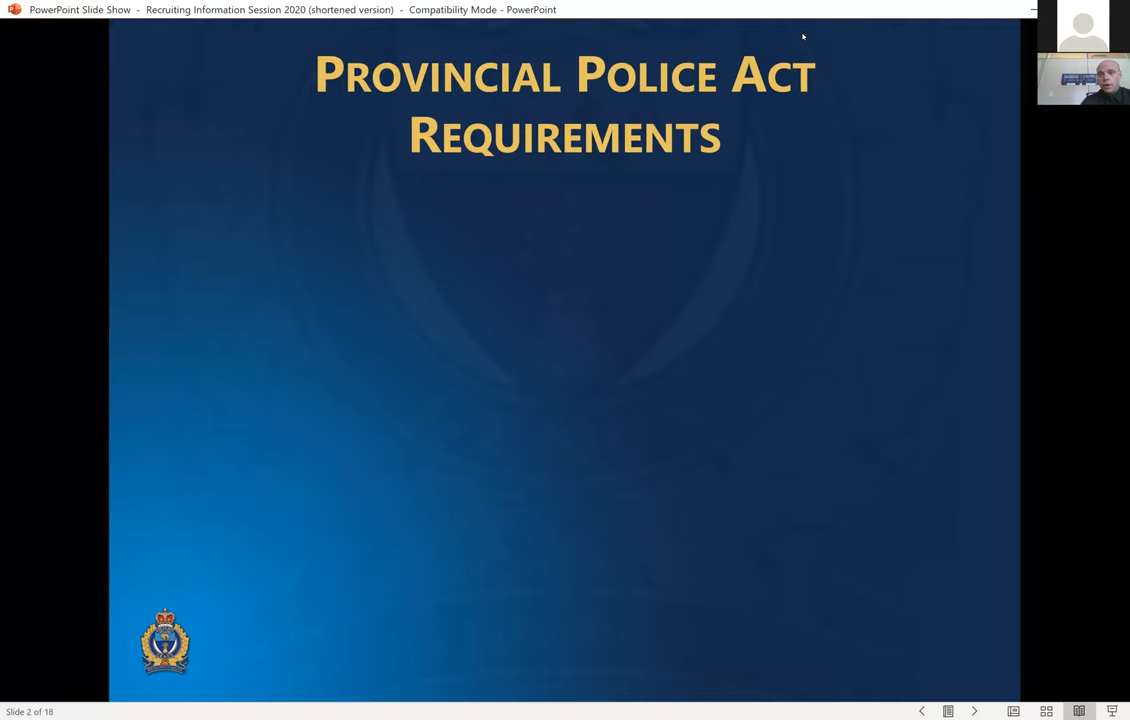 PowerPoint Slide Show - Recruiting Information Session 2020 (shortened version) - Compatibility Mode - PowerPoint
PROVINCIAL POLICE ACT
REQUIREMENTS
Slide 2 of 18